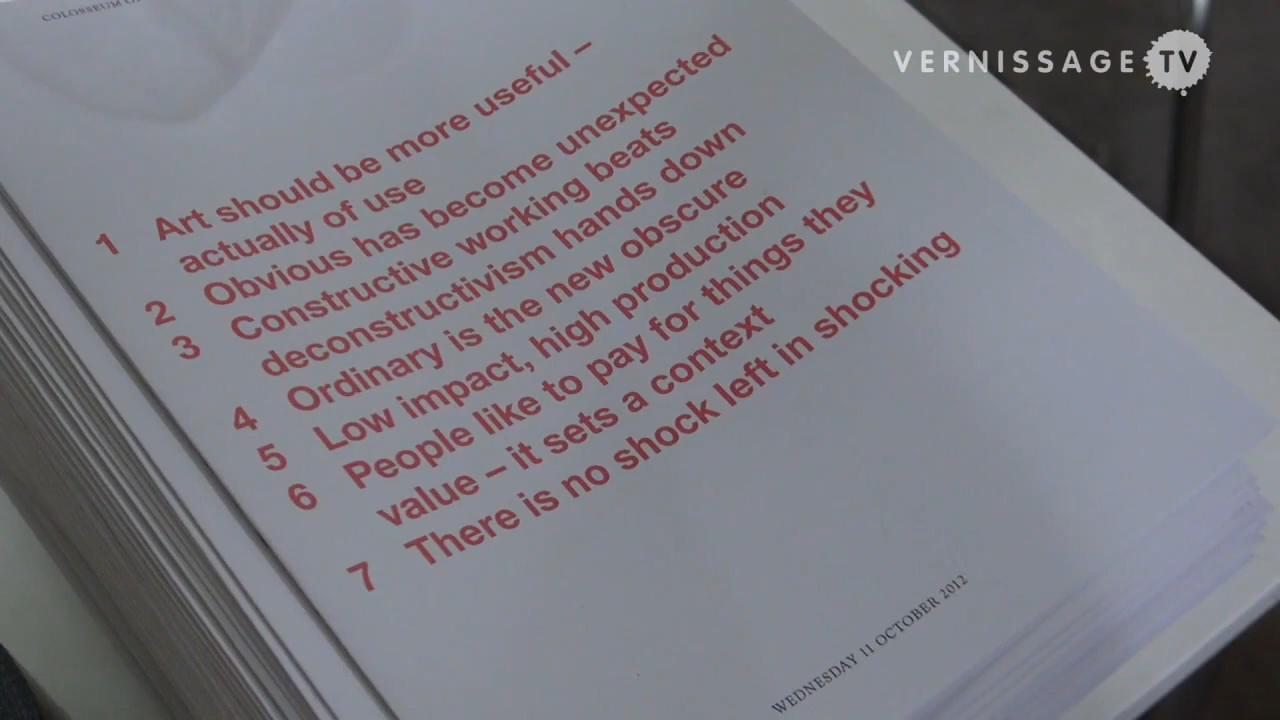 COLOSSEUM
VERNISSAGE TV
1 Art should be more useful –
actually of use
2 Obvious has become unexpected
3 Constructive working beats
deconstructivism hands down
4 Ordinary is the new obscure
5 Low impact, high production
6 People like to pay for things they
value – it sets a context
7 There is no shock left in shocking
WEDNESDAY 11 OCTOBER 2012